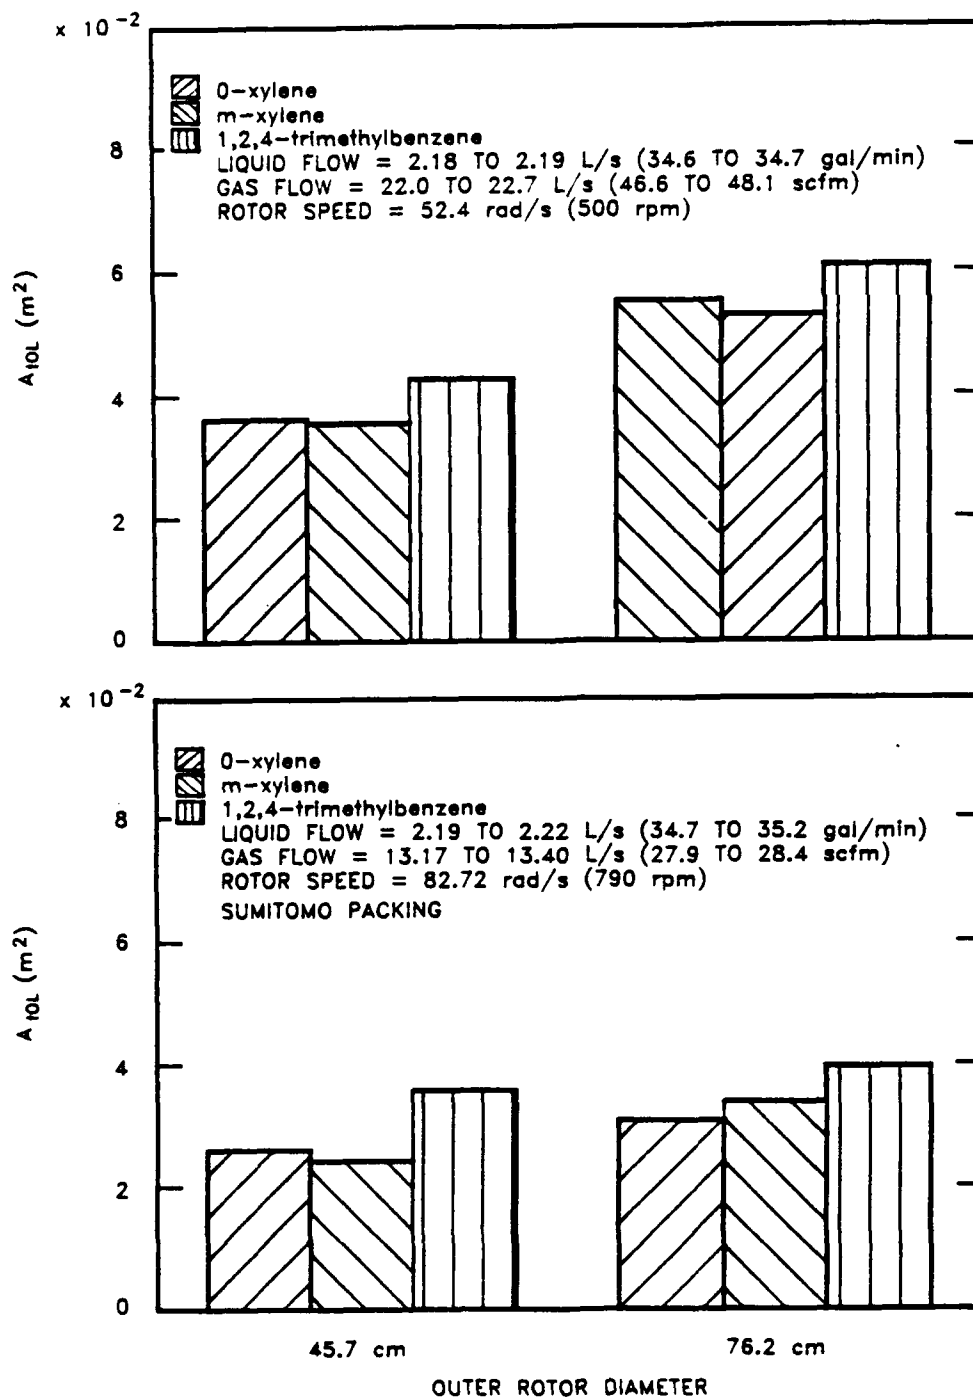 x 10-2
0-xylene
m-xylene
1,2,4-trimethylbenzene
LIQUID FLOW = 2.18 TO 2.19 L/s (34.6 TO 34.7 gal/min)
GAS FLOW = 22.0 TO 22.7 L/s (46.6 TO 48.1 scfm)
ROTOR SPEED = 52.4 rad/s (500 rpm)
8
6
4
2
0
A tOL (m2)
x 10-2
0-xylene
m-xylene
1,2,4-trimethylbenzene
LIQUID FLOW = 2.19 TO 2.22 L/s (34.7 TO 35.2 gal/min)
GAS FLOW = 13.17 TO 13.40 L/s (27.9 TO 28.4 scfm)
ROTOR SPEED = 82.72 rad/s (790 rpm)
SUMITOMO PACKING
8
6
4
2
0
A tOL (m2)
45.7 cm 76.2 cm
OUTER ROTOR DIAMETER